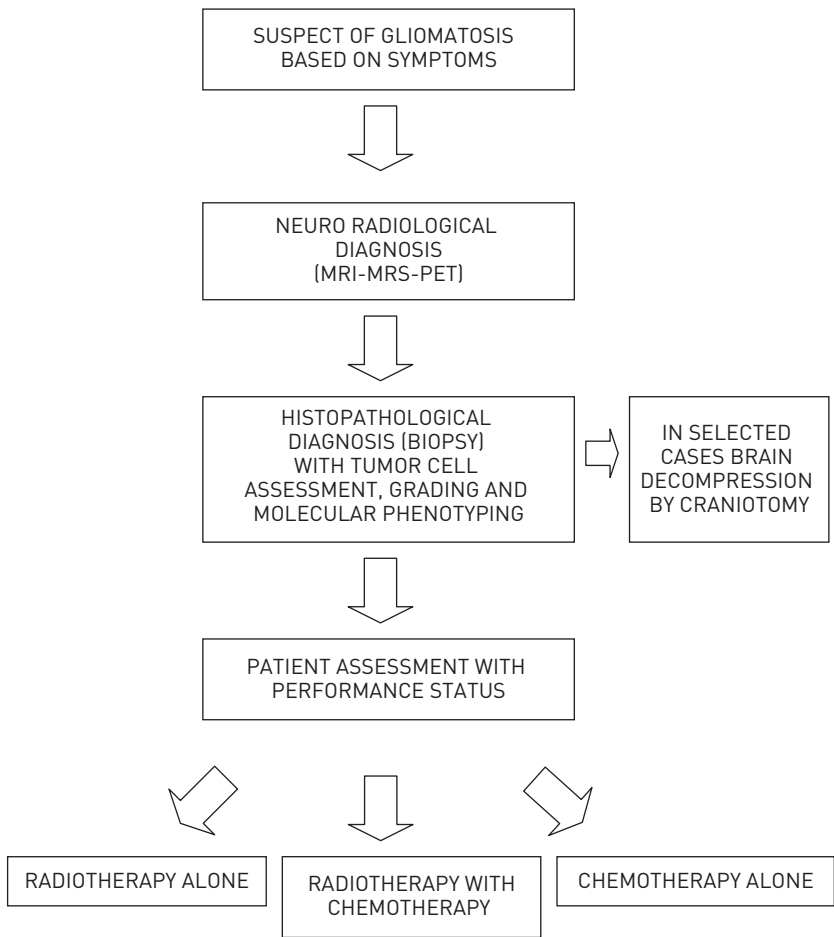 SUSPECT OF GLIOMATOSIS
BASED ON SYMPTOMS
NEURO RADIOLOGICAL
DIAGNOSIS
(MRI-MRS-PET)
HISTOPATHOLOGICAL
DIAGNOSIS (BIOPSY)
WITH TUMOR CELL
ASSESSMENT, GRADING AND
MOLECULAR PHENOTYPING
IN SELECTED
CASES BRAIN
DECOMPRESSION
BY CRANIOTOMY
PATIENT ASSESSMENT WITH
PERFORMANCE STATUS
RADIOTHERAPY ALONE
RADIOTHERAPY WITH
CHEMOTHERAPY
CHEMOTHERAPY ALONE